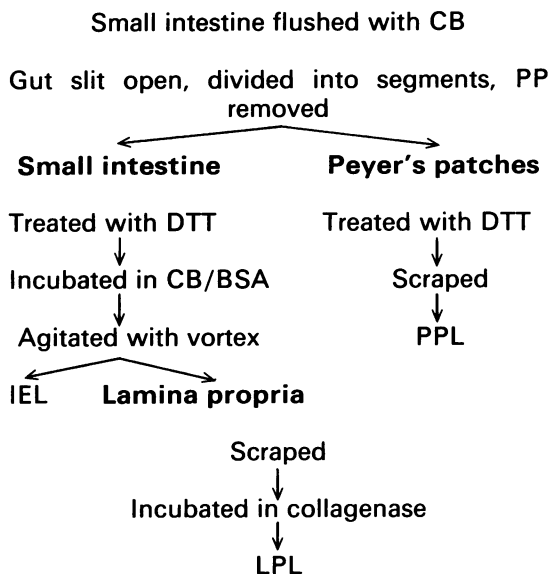 Small intestine flushed with CB
Gut slit open, divided into segments, PP
removed
Small intestine
Peyer's patches
Treated with DTT
Treated with DTT
Incubated in CB/BSA
Scraped
Agitated with vortex
PPL
IEL
Lamina propria
Scraped
Incubated in collagenase
LPL